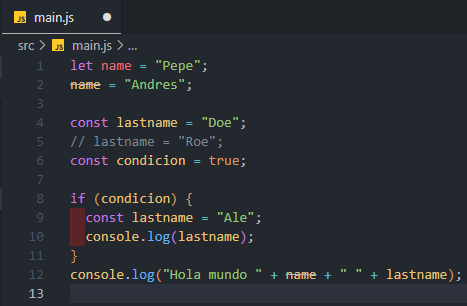 JS main.js
src > JS main.js > ...
1 let name = "Pepe";
2 name = "Andres";
3
4 const lastname = "Doe";
5 // lastname = "Roe";
6 const condicion = true;
7
8 if (condicion) {
9 const lastname = "Ale";
10 console.log(lastname);
11 }
12 console.log("Hola mundo " + name + " " + lastname);
13